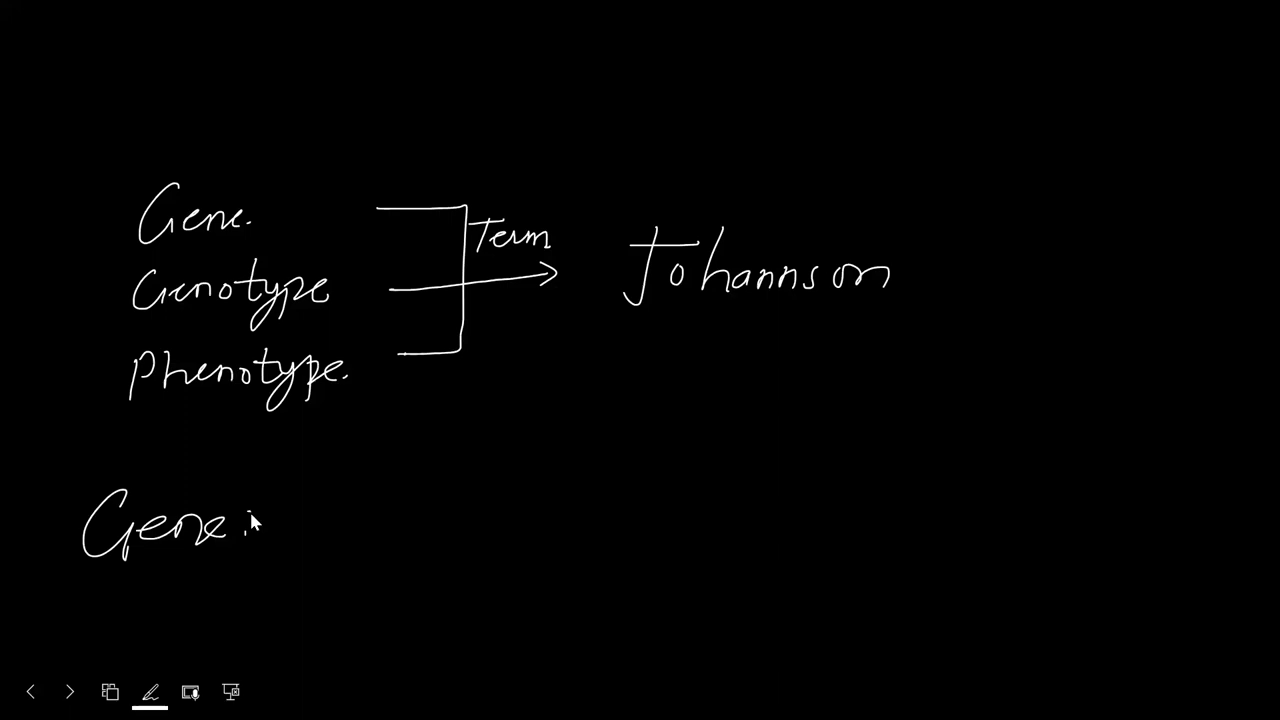 Gene.
Term
Genotype
Johannson
Phenotype.
Gene :